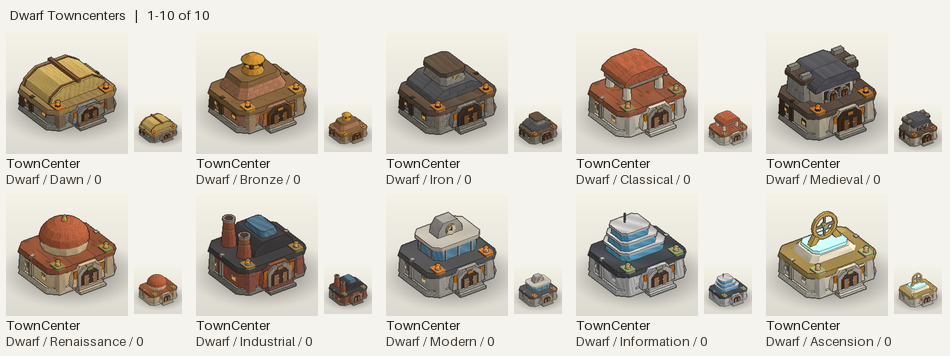 Dwarf Towncenters | 1-10 of 10
TownCenter
Dwarf / Dawn / 0
TownCenter
Dwarf / Bronze / 0
TownCenter
Dwarf / Iron / 0
TownCenter
Dwarf / Classical / 0
TownCenter
Dwarf / Medieval / 0
TownCenter
Dwarf / Renaissance / 0
TownCenter
Dwarf / Industrial / 0
TownCenter
Dwarf / Modern / 0
TownCenter
Dwarf / Information / 0
TownCenter
Dwarf / Ascension / 0